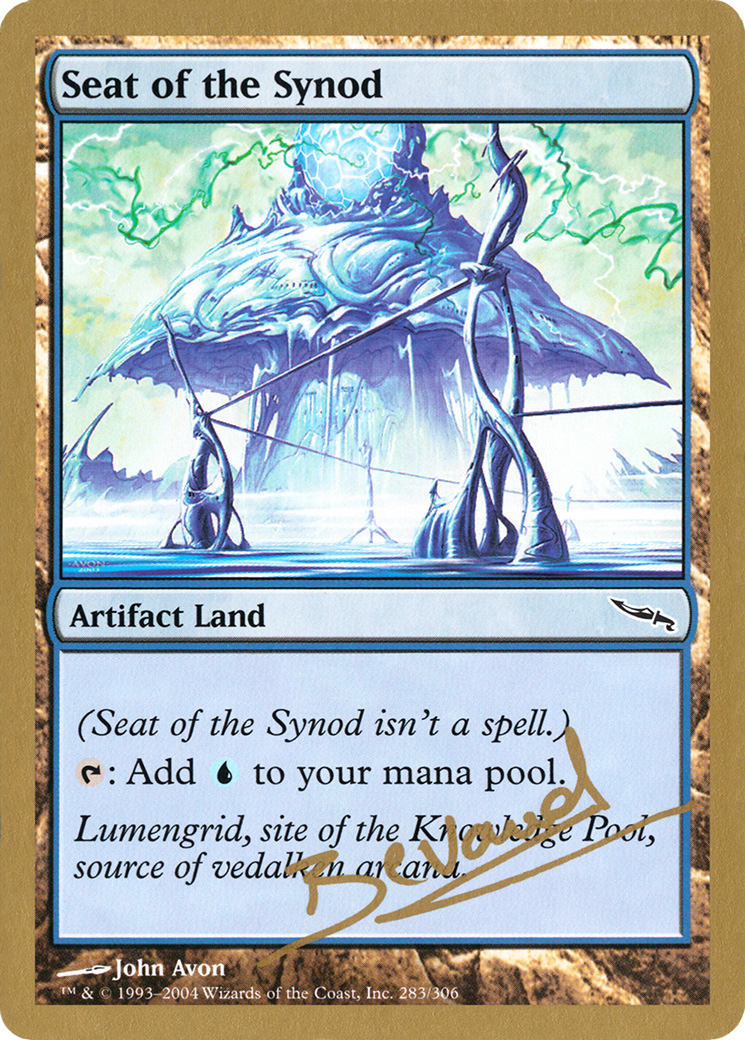 Seat of the Synod
AVON
2003
Artifact Land
(Seat of the Synod isn't a spell.)
: Add to your mana pool.
Lumengrid, site of the Knowledge Pool,
source of vedalken arcana.
John Avon
™ & © 1993–2004 Wizards of the Coast, Inc. 283/306